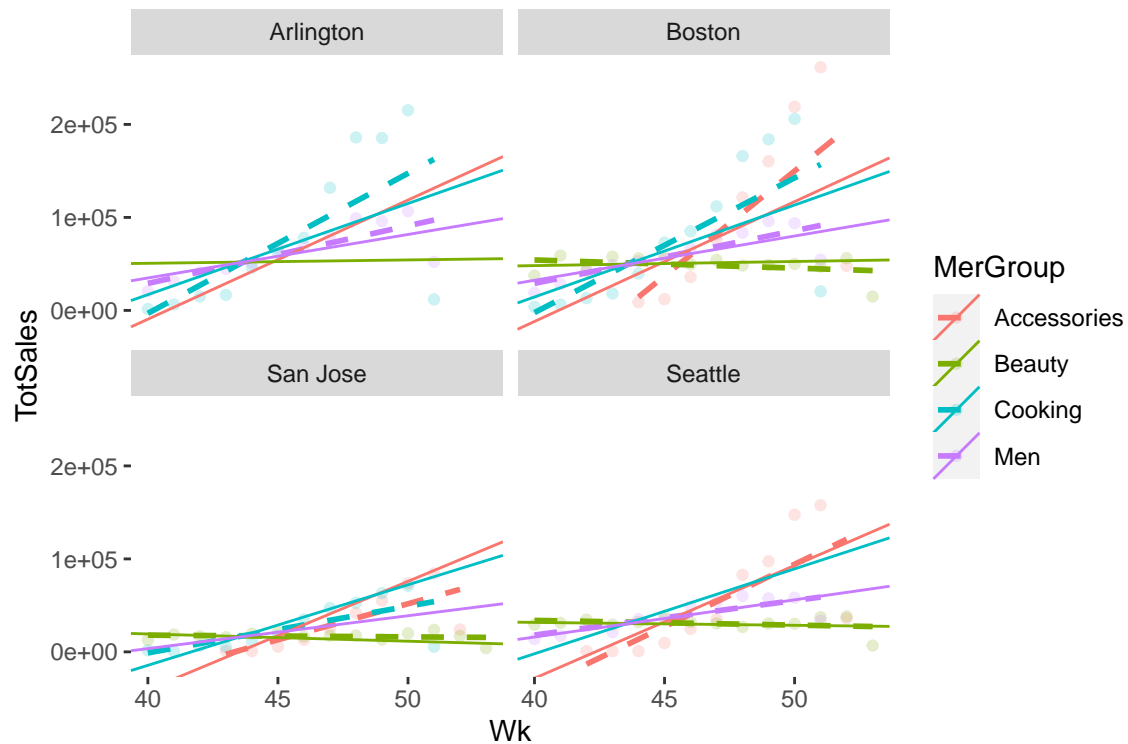 Arlington
Boston
2e+05
1e+05
0e+00
San Jose
Seattle
2e+05
1e+05
0e+00
40
45
50
40
45
50
Wk
TotSales
MerGroup
Accessories
Beauty
Cooking
Men